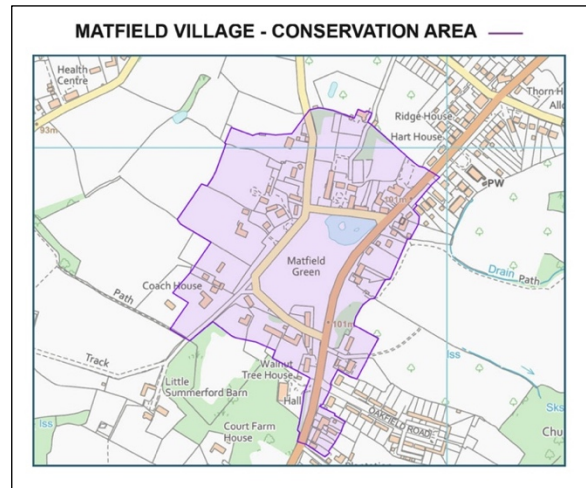 MATFIELD VILLAGE - CONSERVATION AREA
Health
Centre
93m
Thorn H
Allo
Ridge House
Hart House
PW
101m
Matfield
Green
Drain
Path
Coach House
Path
101m
Iss
Track
Walnut
Tree House
Little
Summerford Barn
Hall
OAKFIELD ROAD
Sks
Chu
Iss
Court Farm
House